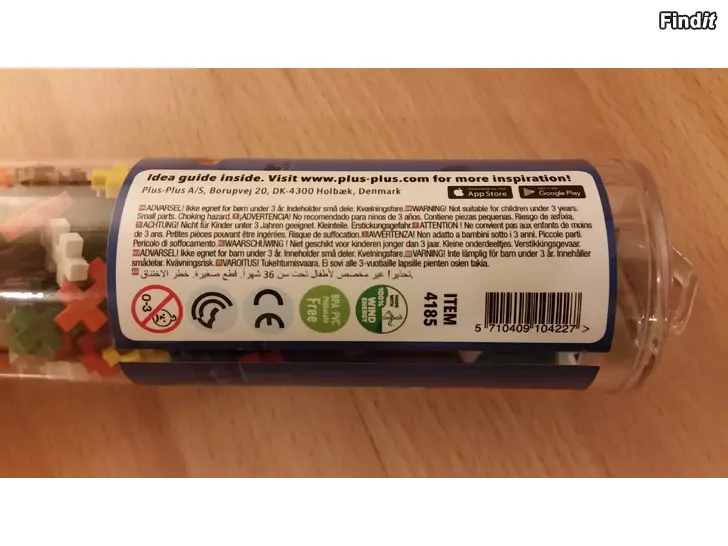 Findit
Idea guide inside. Visit www.plus-plus.com for more inspiration!
Plus-Plus A/S, Borupvej 20, DK-4300 Holbæk, Denmark
App Store
Google Play
ADVARSEL! Ikke egnet for børn under 3 år. Indeholder små dele. Kvælningsfare. WARNING! Not suitable for children under 3 years.
Small parts. Choking hazard. ¡ADVERTENCIA! No recomendado para ninos de 3 años. Contiene piezas pequenas. Riesgo de asfixia.
ACHTUNG! Nicht für Kinder unter 3 Jahren geeignet. Kleinteile. Erstickungsgefahr. ATTENTION ! Ne convient pas aux enfants de moins
de 3 ans. Petites pièces pouvant être ingérées. Risque de suffocation. AVVERTENZA! Non adatto a bambini sotto i 3 anni. Piccole parti.
Pericolo di soffocamento. WAARSCHUWING ! Niet geschikt voor kinderen jonger dan 3 jaar. Kleine onderdeeltjes. Verstikkingsgevaar.
ADVARSEL! Ikke egnet for barn under 3 år. Inneholder små deler. Kvelningsfare. VARNING! Inte lämplig för barn under 3 år. Innehåller
smådelar. Kvävningsrisk. VAROITUS! Tukehtumisvaara. Ei sovi alle 3-vuotiaille lapsille pienten osien takia.
تحذير! غير مخصص لأطفال تحت سن 36 شهرا. قطع صغيرة. خطر الاختناق.
0-3
CE
BPA PVC
Phthalate
Free
100%
WIND
ENERGY
ITEM
4185
5 710409 104227 >